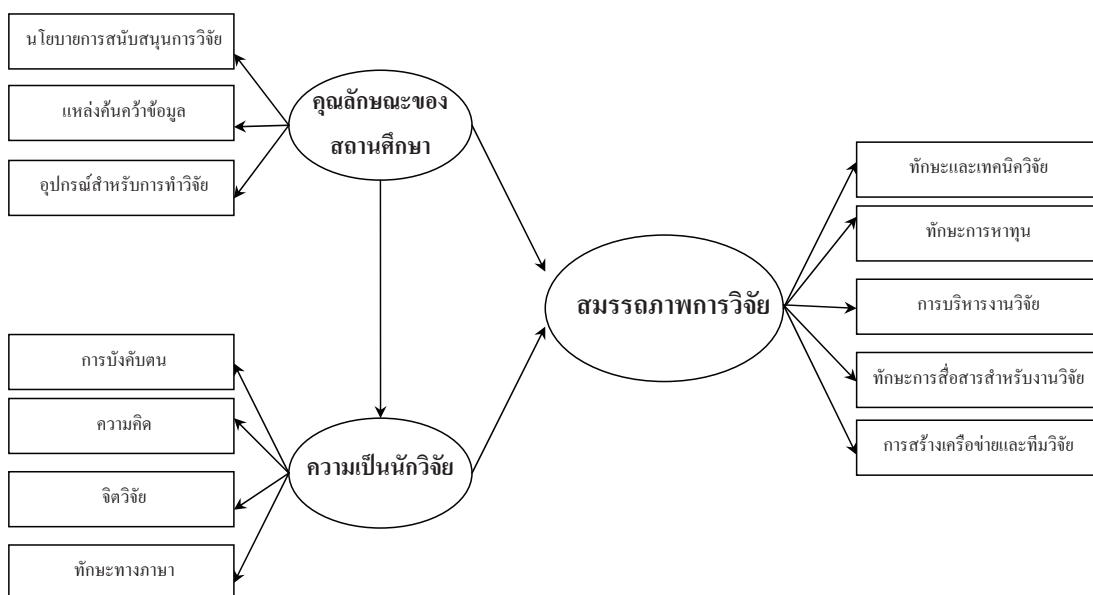 นโยบายการสนับสนุนการวิจัย
แหล่งค้นคว้าข้อมูล
อุปกรณ์สำหรับการทำวิจัย
คุณลักษณะของ
สถานศึกษา
การบังคับตน
ความคิด
จิตวิจัย
ทักษะทางภาษา
ความเป็นนักวิจัย
สมรรถภาพการวิจัย
ทักษะและเทคนิควิจัย
ทักษะการหาทุน
การบริหารงานวิจัย
ทักษะการสื่อสารสำหรับงานวิจัย
การสร้างเครือข่ายและทีมวิจัย